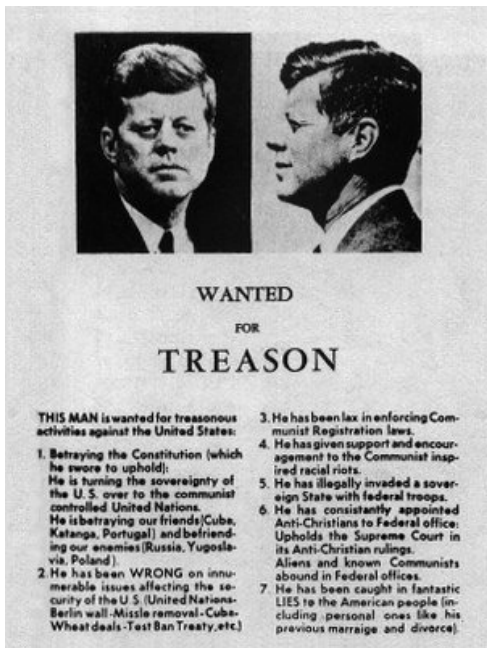 WANTED
FOR
TREASON
THIS MAN is wanted for treasonous
activities against the United States:
1. Betraying the Constitution (which
he swore to uphold):
He is turning the sovereignty of
the U.S. over to the communist
controlled United Nations.
He is betraying our friends (Cuba,
Katanga, Portugal) and befriend-
ing our enemies (Russia, Yugosla-
via, Poland).
2. He has been WRONG on innu-
merable issues affecting the se-
curity of the U.S. (United Nations-
Berlin wall-Missle removal-Cuba-
Wheat deals-Test Ban Treaty, etc.)
3. He has been lax in enforcing Com-
munist Registration laws.
4. He has given support and encour-
agement to the Communist insp-
ired racial riots.
5. He has illegally invaded a sover-
eign State with federal troops.
6. He has consistently appointed
Anti-Christians to Federal office:
Upholds the Supreme Court in
its Anti-Christian rulings.
Aliens and known Communists
abound in Federal offices.
7. He has been caught in fantastic
LIES to the American people (in-
cluding personal ones like his
previous marraige and divorce).